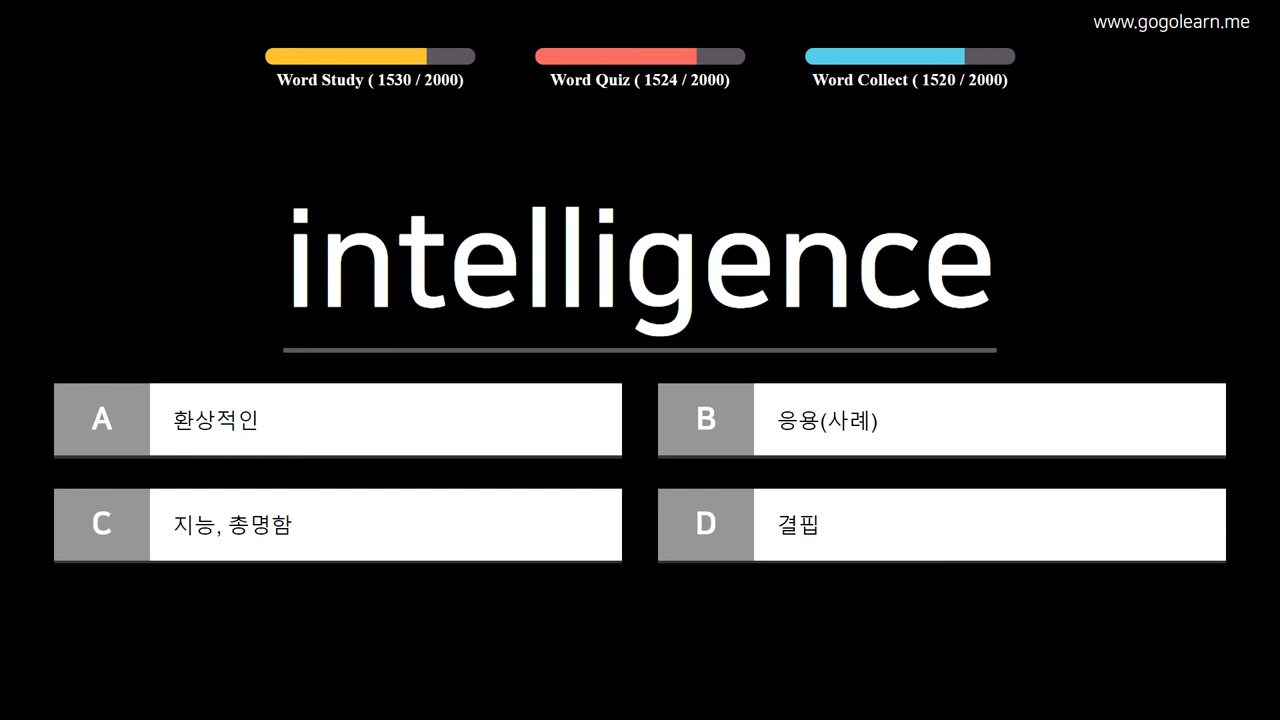 www.gogolearn.me
Word Study ( 1530 / 2000)
Word Quiz ( 1524 / 2000)
Word Collect ( 1520 / 2000)
intelligence
A 환상적인
B 응용(사례)
C 지능, 총명함
D 결핍